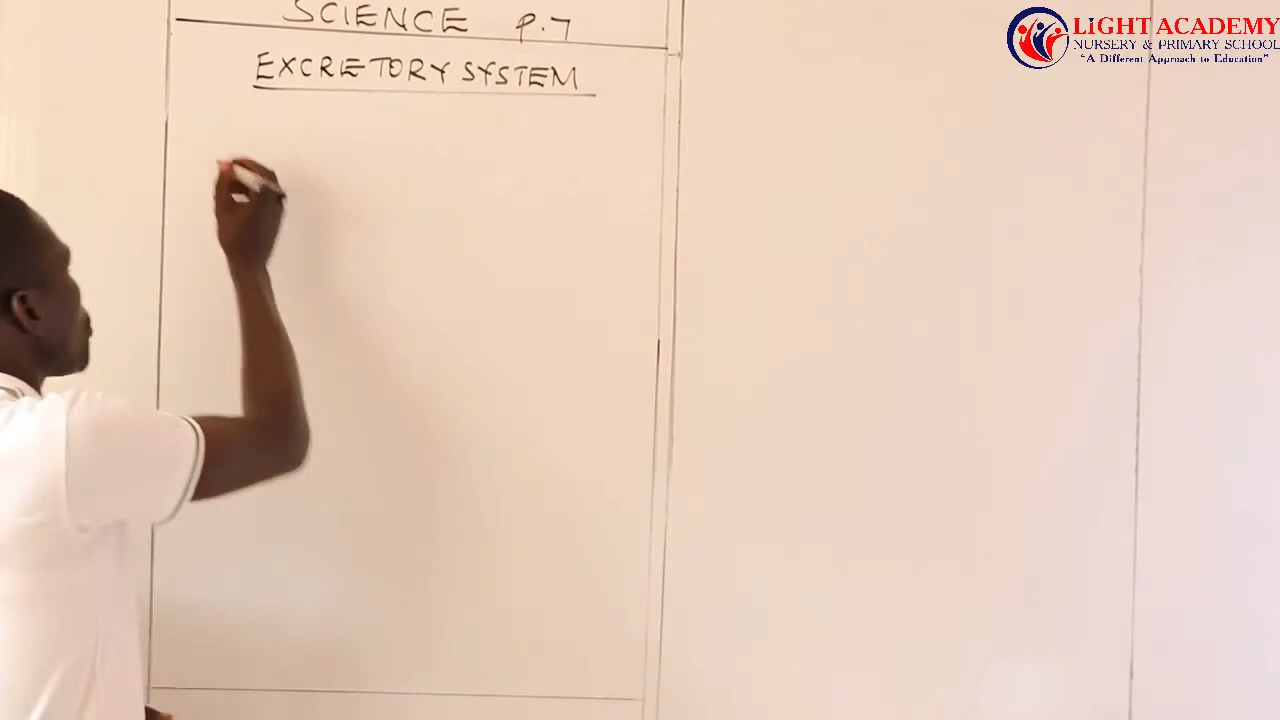 SCIENCE P.7
EXCRETORY SYSTEM
LIGHT ACADEMY
NURSERY & PRIMARY SCHOOL
"A Different Approach to Education"